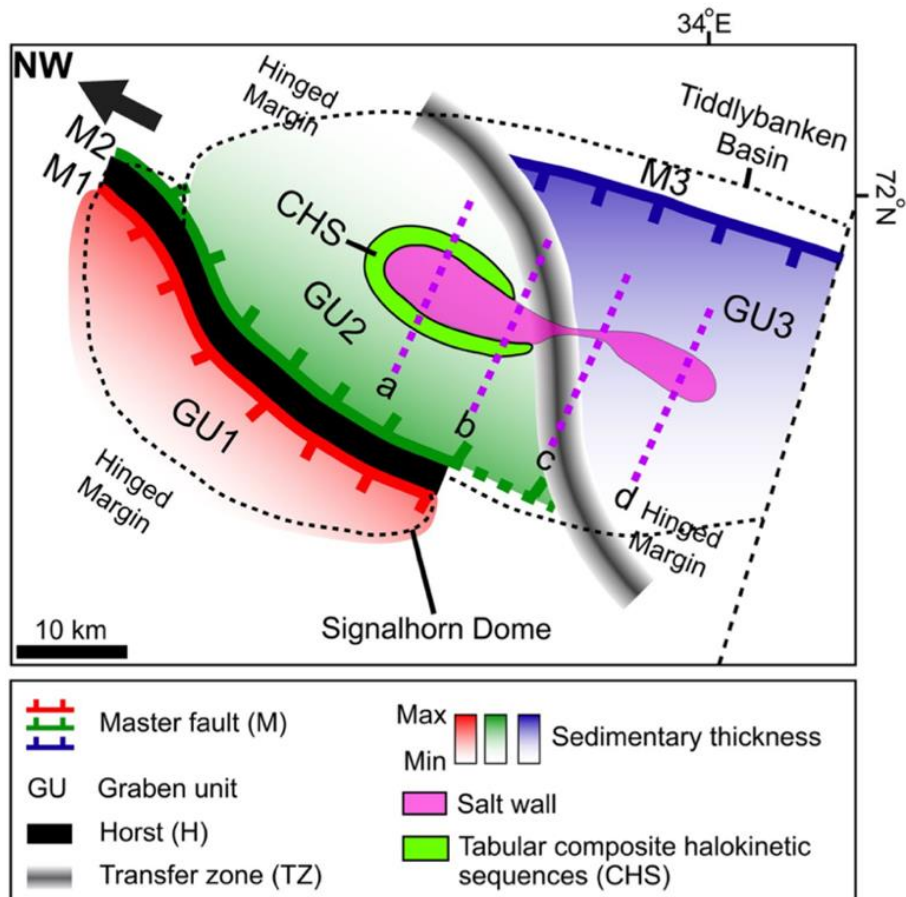 34°E
NW
Hinged
Margin
Tiddlybanken
Basin
M2
M1
M3
72°N
CHS
GU2
GU3
a
b
c
d
GU1
Hinged
Margin
Hinged
Margin
Signalhorn Dome
10 km
Master fault (M)
Max
Min
Sedimentary thickness
GU Graben unit
Salt wall
Horst (H)
Tabular composite halokinetic
sequences (CHS)
Transfer zone (TZ)